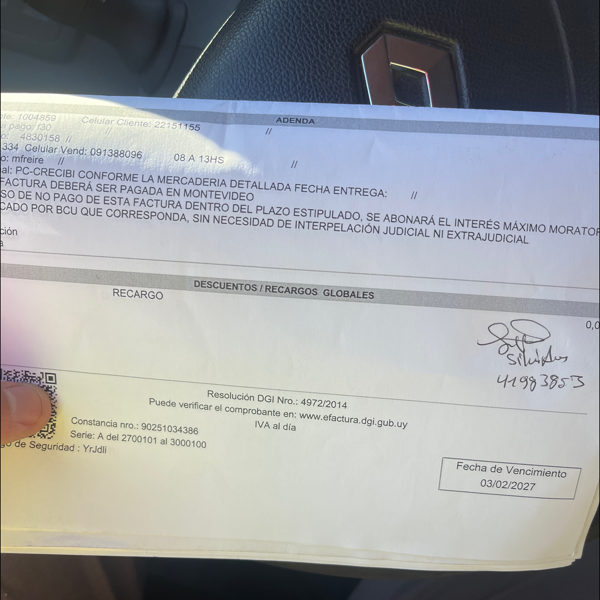 ADENDA
nte: 1004859 Celular Cliente: 22151155 //
pago: f30 //
4830158 //
334 Celular Vend: 091388096 08 A 13HS //
o: mfreire //
al: PC-CRECIBI CONFORME LA MERCADERIA DETALLADA FECHA ENTREGA: //
FACTURA DEBERÁ SER PAGADA EN MONTEVIDEO
SO DE NO PAGO DE ESTA FACTURA DENTRO DEL PLAZO ESTIPULADO, SE ABONARÁ EL INTERÉS MÁXIMO MORATOR
CADO POR BCU QUE CORRESPONDA, SIN NECESIDAD DE INTERPELACIÓN JUDICIAL NI EXTRAJUDICIAL
ción
a
DESCUENTOS / RECARGOS GLOBALES
RECARGO 0,0
41983853
Resolución DGI Nro.: 4972/2014
Puede verificar el comprobante en: www.efactura.dgi.gub.uy
IVA al día
Constancia nro.: 90251034386
Serie: A del 2700101 al 3000100
go de Seguridad : YrJdli
Fecha de Vencimiento
03/02/2027